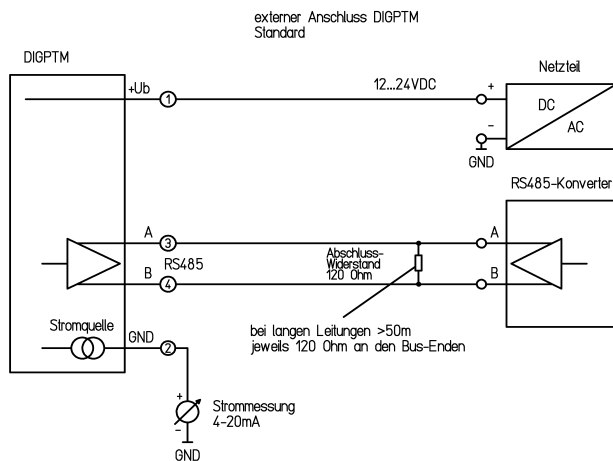 externer Anschluss DIGPTM
Standard
DIGPTM
+Ub
1
12...24VDC
+
-
GND
Netzteil
DC
AC
RS485-Konverter
A
3
RS485
B
4
Abschluss-
Widerstand
120 Ohm
A
B
bei langen Leitungen >50m
jeweils 120 Ohm an den Bus-Enden
Stromquelle
GND
2
+
-
Strommessung
4-20mA
GND